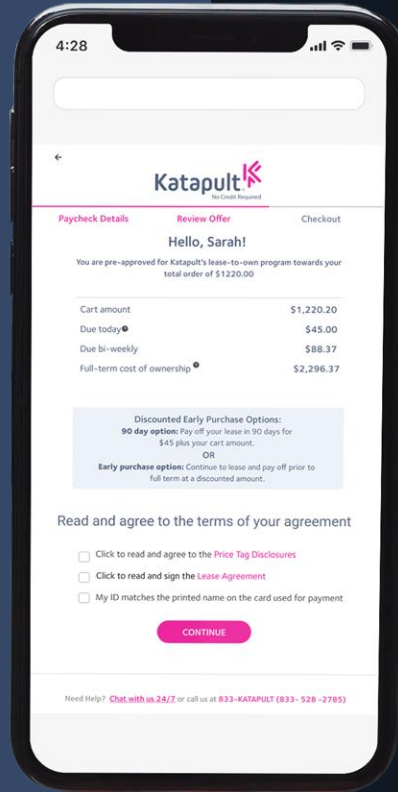 4:28
←
Katapult
No Credit Required
Paycheck Details Review Offer Checkout
Hello, Sarah!
You are pre-approved for Katapult's lease-to-own program towards your
total order of $1220.00
Cart amount $1,220.20
Due today $45.00
Due bi-weekly $88.37
Full-term cost of ownership $2,296.37
Discounted Early Purchase Options:
90 day option: Pay off your lease in 90 days for
$45 plus your cart amount.
OR
Early purchase option: Continue to lease and pay off prior to
full term at a discounted amount.
Read and agree to the terms of your agreement
Click to read and agree to the Price Tag Disclosures
Click to read and sign the Lease Agreement
My ID matches the printed name on the card used for payment
CONTINUE
Need Help? Chat with us 24/7 or call us at 833-KATAPULT (833- 528 -2785)